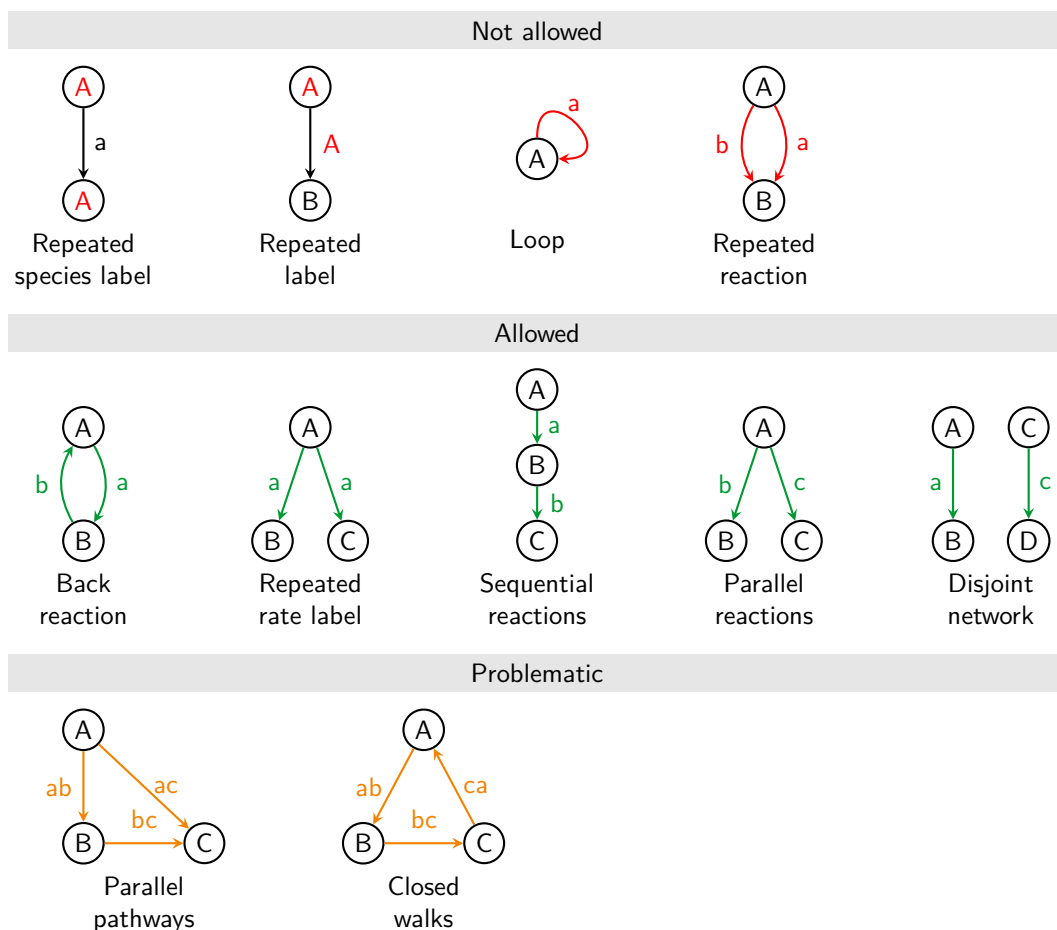 Not allowed
A
a
A
Repeated
species label
A
A
B
Repeated
label
a
A
Loop
A
b a
B
Repeated
reaction
Allowed
A
b a
B
Back
reaction
A
a a
B C
Repeated
rate label
A
a
B
b
C
Sequential
reactions
A
b c
B C
Parallel
reactions
A C
a c
B D
Disjoint
network
Problematic
A
ab ac
bc
B C
Parallel
pathways
A
ab ca
bc
B C
Closed
walks